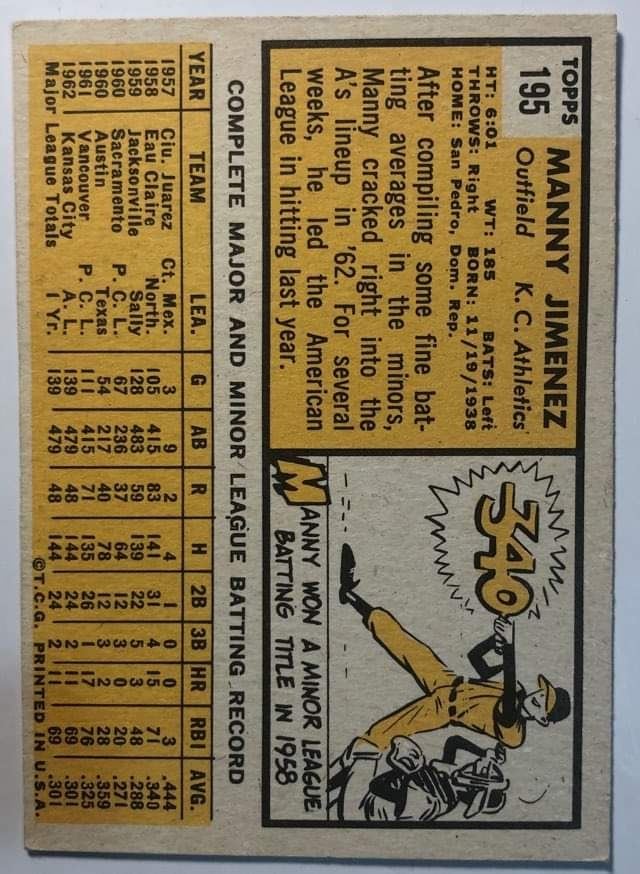 TOPPS
195
MANNY JIMENEZ
Outfield K. C. Athletics
HT: 6:01 WT: 185 BATS: Left
THROWS: Right BORN: 11/19/1938
HOME: San Pedro, Dom. Rep.
After compiling some fine bat-
ting averages in the minors,
Manny cracked right into the
A's lineup in '62. For several
weeks, he led the American
League in hitting last year.
340
MANNY WON A MINOR LEAGUE
BATTING TITLE IN 1958
COMPLETE MAJOR AND MINOR LEAGUE BATTING RECORD
YEAR TEAM LEA. G AB R H 2B 3B HR RBI AVG.
1957 Ciu. Juarez Ct. Mex. 3 9 2 4 1 0 0 3 .444
1958 Eau Claire North. 105 415 83 141 31 4 15 71 .340
1959 Jacksonville Sally 128 483 59 139 22 5 3 48 .288
1960 Sacramento P. C. L. 67 236 37 64 12 3 0 20 .271
1960 Austin Texas 54 217 40 78 12 3 2 28 .359
1961 Vancouver P. C. L. 111 415 71 135 26 1 17 76 .325
1962 Kansas City A. L. 139 479 48 144 24 2 11 69 .301
Major League Totals 1 Yr. 139 479 48 144 24 2 11 69 .301
©T.C.G. PRINTED IN U.S.A.